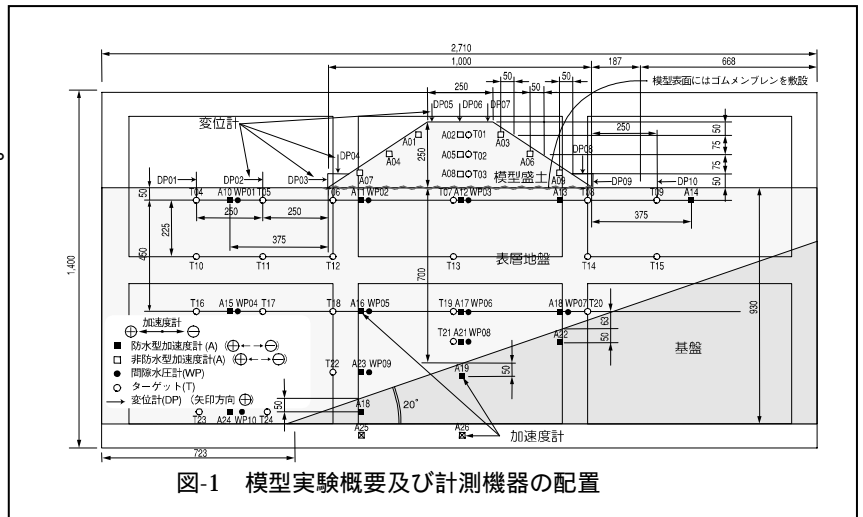 2,710
1,000 187 668
模型表面にはゴムメンブレンを敷設
50 50 50
250
DP05 DP06 DP07
変位計
A01 A02 T01 A03
250
50
DP04 A04 A05 T02 A06 DP08
250
75
75
A07 A08 T03 模型盛土 A09
50
DP01 DP02 DP03 DP09 DP10
T04 A10 WP01 T05 T06 A11 WP02 T07 A12 WP03 A13 T08 T09 A14
50
250 250 375
225
375
1,400
450
700
表層地盤
T10 T11 T12 T13 T14 T15
930
T16 A15 WP04 T17 T18 A16 WP05 T19 A17 WP06 A18 WP07 T20
63
加速度計
⊕ ⊖
■ 防水型加速度計(A) (⊕←→⊖)
□ 非防水型加速度計(A) (⊕←→⊖)
● 間隙水圧計(WP)
○ ターゲット(T)
→ 変位計(DP) (矢印方向⊕)
T21 A21 WP08 A22
50
基盤
T22 A23 WP09 A19
50
50
A18
20°
T23 A24 WP10 T24
A25 A26
加速度計
723
図-1 模型実験概要及び計測機器の配置